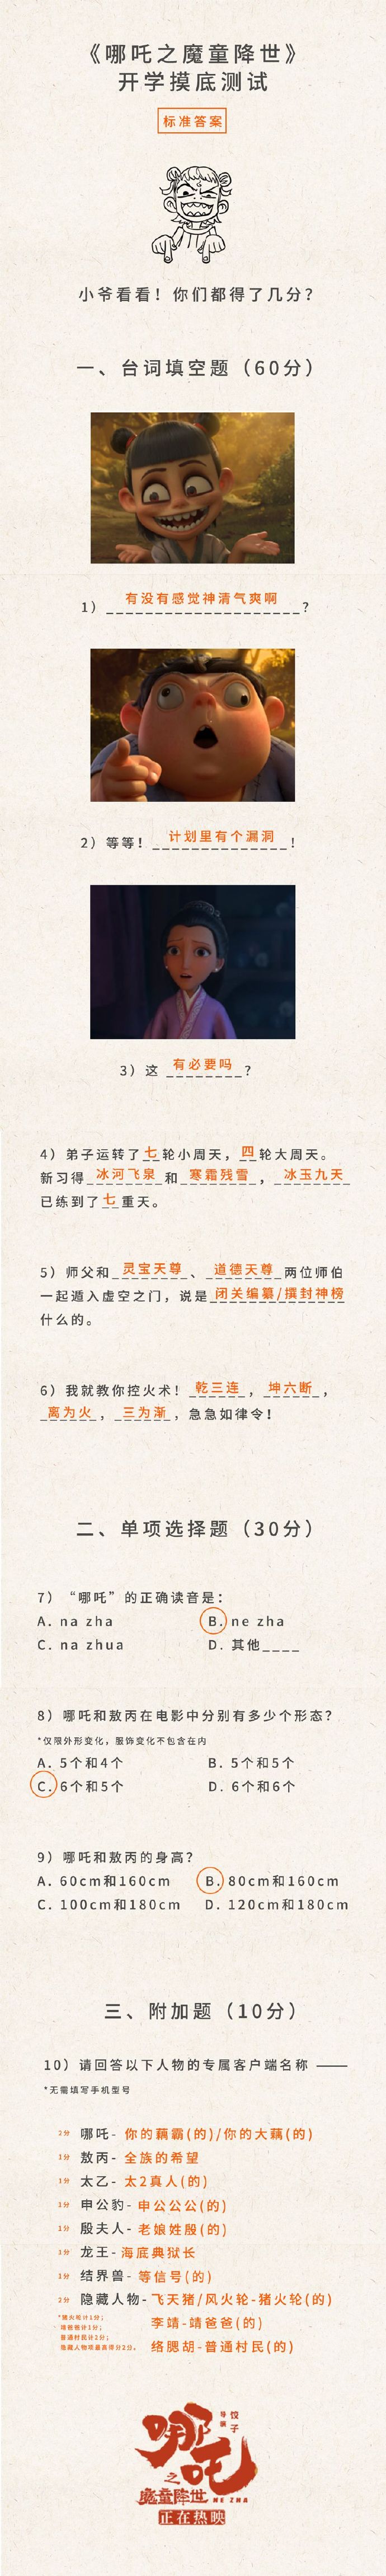 《哪吒之魔童降世》
开学摸底测试
标准答案
小爷看看！你们都得了几分?
一、台词填空题（60分）
1）有没有感觉神清气爽啊?
2）等等！计划里有个漏洞!
3）这 有必要吗?
4）弟子运转了七轮小周天，四轮大周天。
新习得冰河飞泉和寒霜残雪，冰玉九天
已练到了七重天。
5）师父和灵宝天尊、道德天尊两位师伯
一起遁入虚空之门，说是闭关编纂/撰封神榜
什么的。
6）我就教你控火术！乾三连，坤六断，
离为火，三为渐，急急如律令!
二、单项选择题（30分）
7）“哪吒”的正确读音是:
A. na zha B. ne zha
C. na zhua D. 其他____
8）哪吒和敖丙在电影中分别有多少个形态?
*仅限外形变化，服饰变化不包含在内
A. 5个和4个 B. 5个和5个
C. 6个和5个 D. 6个和6个
9）哪吒和敖丙的身高?
A. 60cm和160cm B. 80cm和160cm
C. 100cm和180cm D. 120cm和180cm
三、附加题（10分）
10）请回答以下人物的专属客户端名称 ——
*无需填写手机型号
2分 哪吒- 你的藕霸(的)/你的大藕(的)
1分 敖丙- 全族的希望
1分 太乙- 太2真人(的)
1分 申公豹- 申公公公(的)
1分 殷夫人- 老娘姓殷(的)
1分 龙王- 海底典狱长
1分 结界兽- 等信号(的)
2分 隐藏人物- 飞天猪/风火轮-猪火轮(的)
李靖-靖爸爸(的)
络腮胡-普通村民(的)
*猪火轮计1分；
靖爸爸计1分；
普通村民计2分；
隐藏人物项最高得分2分。
哪吒
之
魔童降世
NE ZHA
导演 饺子
正在热映